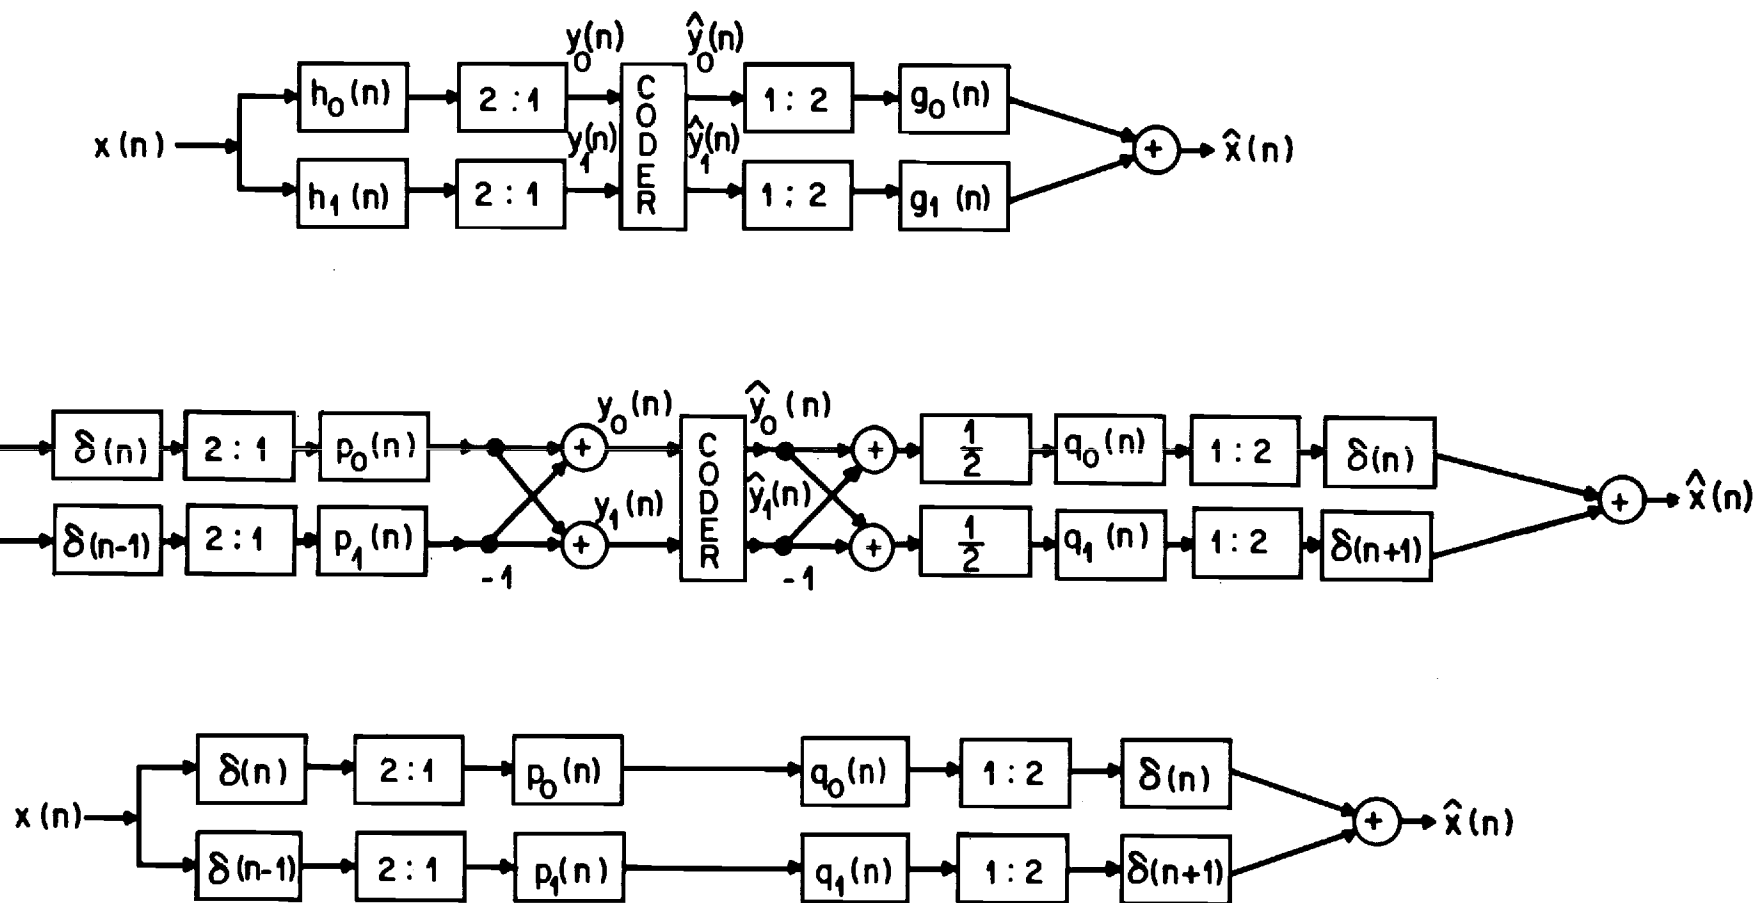 y₀(n) ŷ₀(n)
h₀(n) 2 : 1 CODER 1 : 2 g₀(n)
x(n) y₁(n) ŷ₁(n) + x̂(n)
h₁(n) 2 : 1 1 : 2 g₁(n)
y₀(n) ŷ₀(n)
δ(n) 2 : 1 p₀(n) + CODER + 1/2 q₀(n) 1 : 2 δ(n)
y₁(n) ŷ₁(n) + x̂(n)
δ(n-1) 2 : 1 p₁(n) + + 1/2 q₁(n) 1 : 2 δ(n+1)
-1 -1
δ(n) 2 : 1 p₀(n) q₀(n) 1 : 2 δ(n)
x(n) + x̂(n)
δ(n-1) 2 : 1 p₁(n) q₁(n) 1 : 2 δ(n+1)